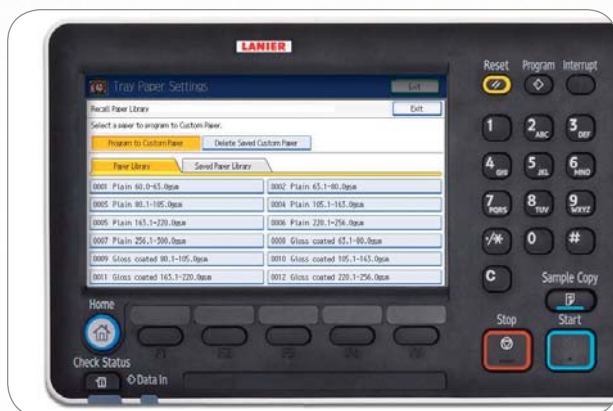 LANIER
Tray Paper Settings
Exit
Recall Paper Library
Exit
Select a paper to program to Custom Paper.
Program to Custom Paper
Delete Saved Custom Paper
Paper Library
Saved Paper Library
0001 Plain 60.0-63.0gsm
0002 Plain 63.1-80.0gsm
0003 Plain 80.1-105.0gsm
0004 Plain 105.1-163.0gsm
0005 Plain 163.1-220.0gsm
0006 Plain 220.1-256.0gsm
0007 Plain 256.1-300.0gsm
0008 Gloss coated 63.1-80.0gsm
0009 Gloss coated 80.1-105.0gsm
0010 Gloss coated 105.1-163.0gsm
0011 Gloss coated 163.1-220.0gsm
0012 Gloss coated 220.1-256.0gsm
Home
F1 F2 F3 F4 F5
Check Status
Data In
Reset Program Interrupt
1 2 ABC 3 DEF
4 GHI 5 JKL 6 MNO
7 PQRS 8 TUV 9 WXYZ
·/* 0 #
C
Sample Copy
Stop Start